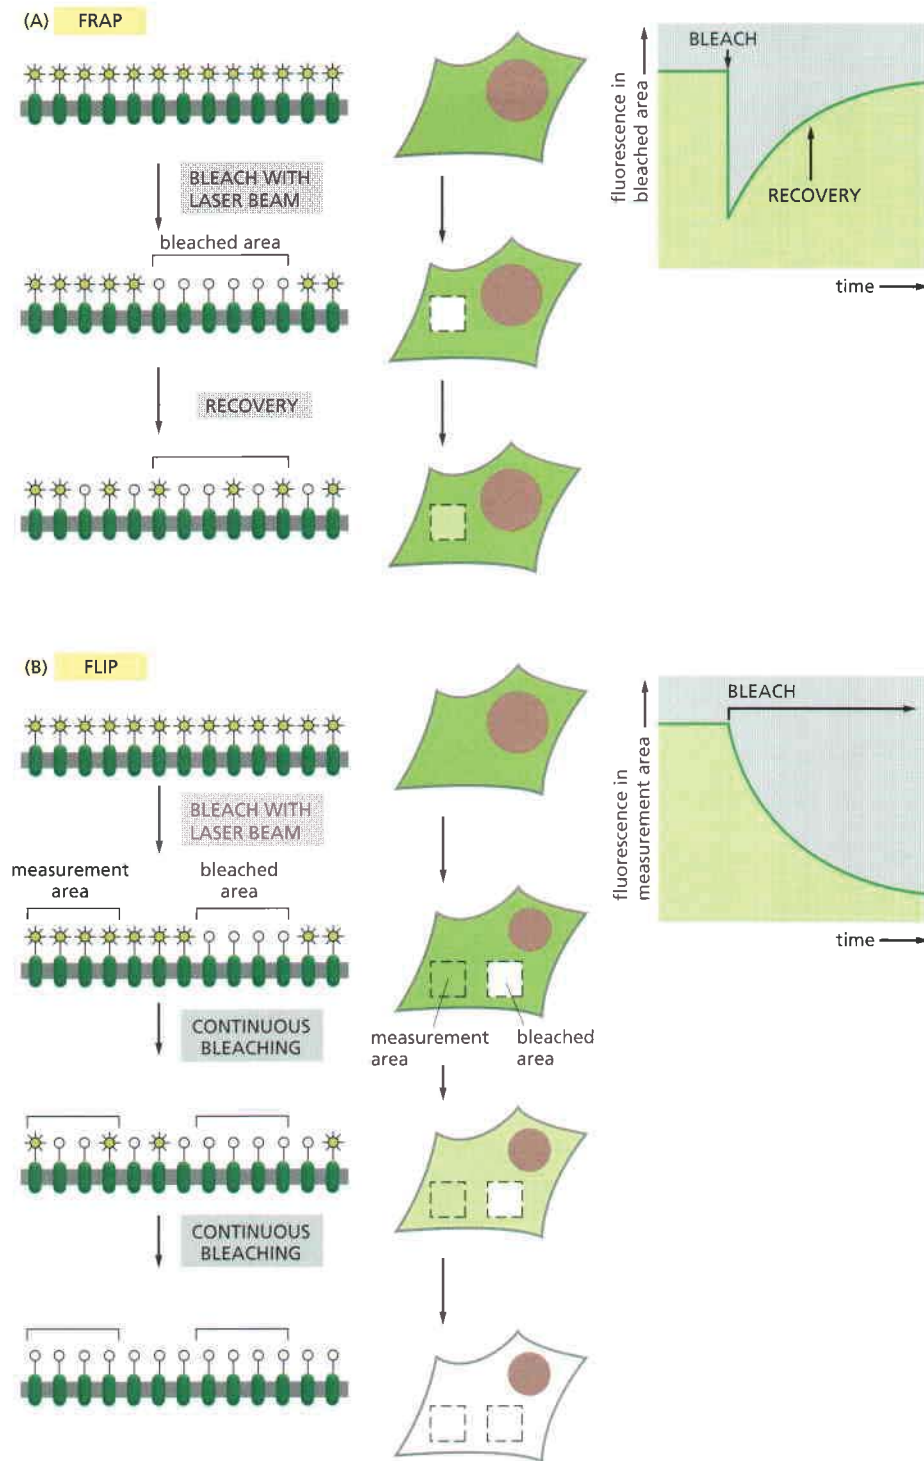 (A) FRAP
BLEACH WITH
LASER BEAM
bleached area
RECOVERY
fluorescence in
bleached area
BLEACH
RECOVERY
time
(B) FLIP
BLEACH WITH
LASER BEAM
measurement
area
bleached
area
CONTINUOUS
BLEACHING
CONTINUOUS
BLEACHING
measurement
area
bleached
area
fluorescence in
measurement area
BLEACH
time